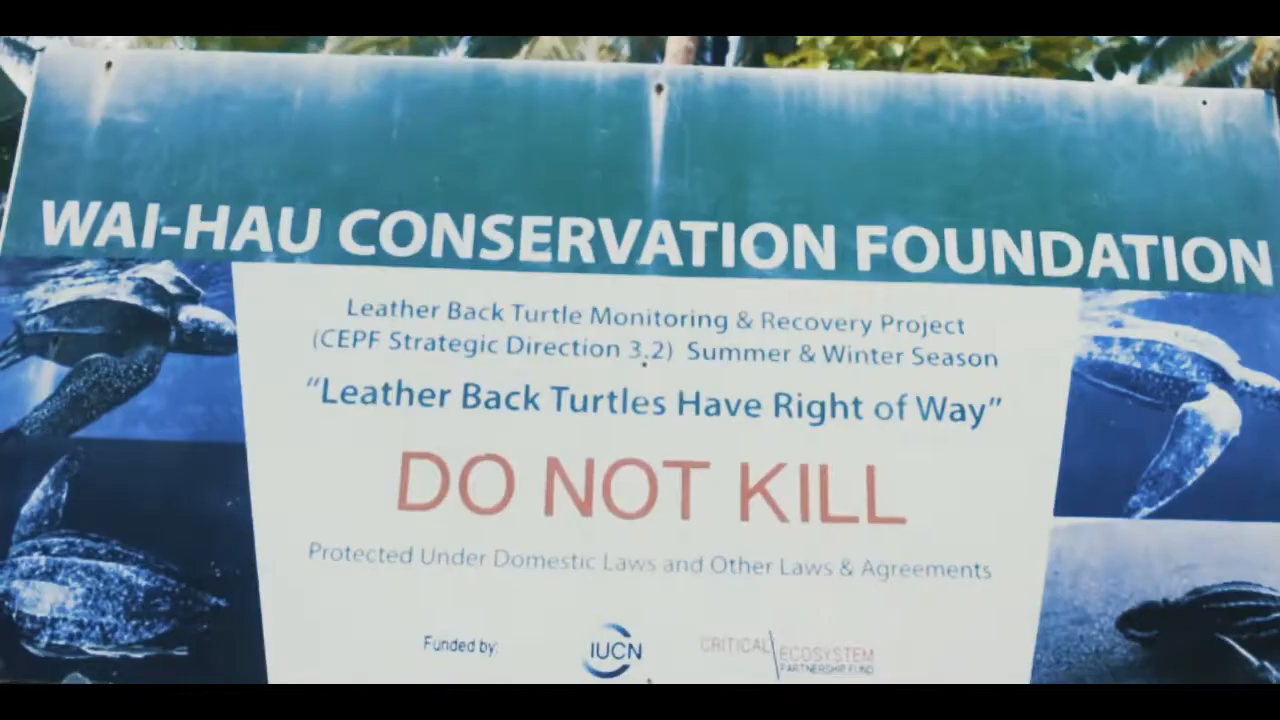 WAI-HAU CONSERVATION FOUNDATION
Leather Back Turtle Monitoring & Recovery Project
(CEPF Strategic Direction 3.2) Summer & Winter Season
"Leather Back Turtles Have Right of Way"
DO NOT KILL
Protected Under Domestic Laws and Other Laws & Agreements
Funded by:
IUCN
CRITICAL
ECOSYSTEM
PARTNERSHIP FUND